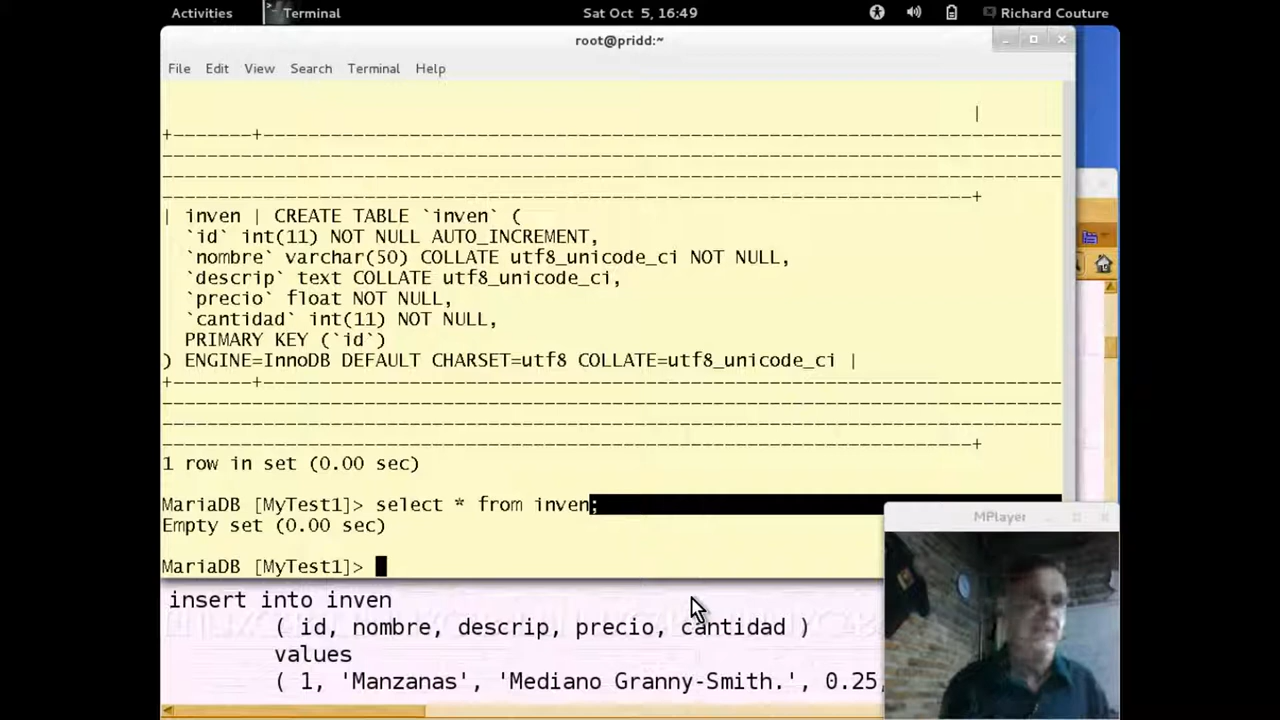 Activities Terminal Sat Oct 5, 16:49 Richard Couture
root@pridd:~
File Edit View Search Terminal Help
|
+-------+--------------------------------------------------------------------------------
--------------------------------------------------------------------------------
--------------------------------------------------------------------------------
------------------------------------------------------------------------+
| inven | CREATE TABLE `inven` (
`id` int(11) NOT NULL AUTO_INCREMENT,
`nombre` varchar(50) COLLATE utf8_unicode_ci NOT NULL,
`descrip` text COLLATE utf8_unicode_ci,
`precio` float NOT NULL,
`cantidad` int(11) NOT NULL,
PRIMARY KEY (`id`)
) ENGINE=InnoDB DEFAULT CHARSET=utf8 COLLATE=utf8_unicode_ci |
+-------+------------------------------------------------------------------------
--------------------------------------------------------------------------------
--------------------------------------------------------------------------------
------------------------------------------------------------------------+
1 row in set (0.00 sec)
MariaDB [MyTest1]> select * from inven;
Empty set (0.00 sec)
MariaDB [MyTest1]>
MPlayer
insert into inven
( id, nombre, descrip, precio, cantidad )
values
( 1, 'Manzanas', 'Mediano Granny-Smith.', 0.25,